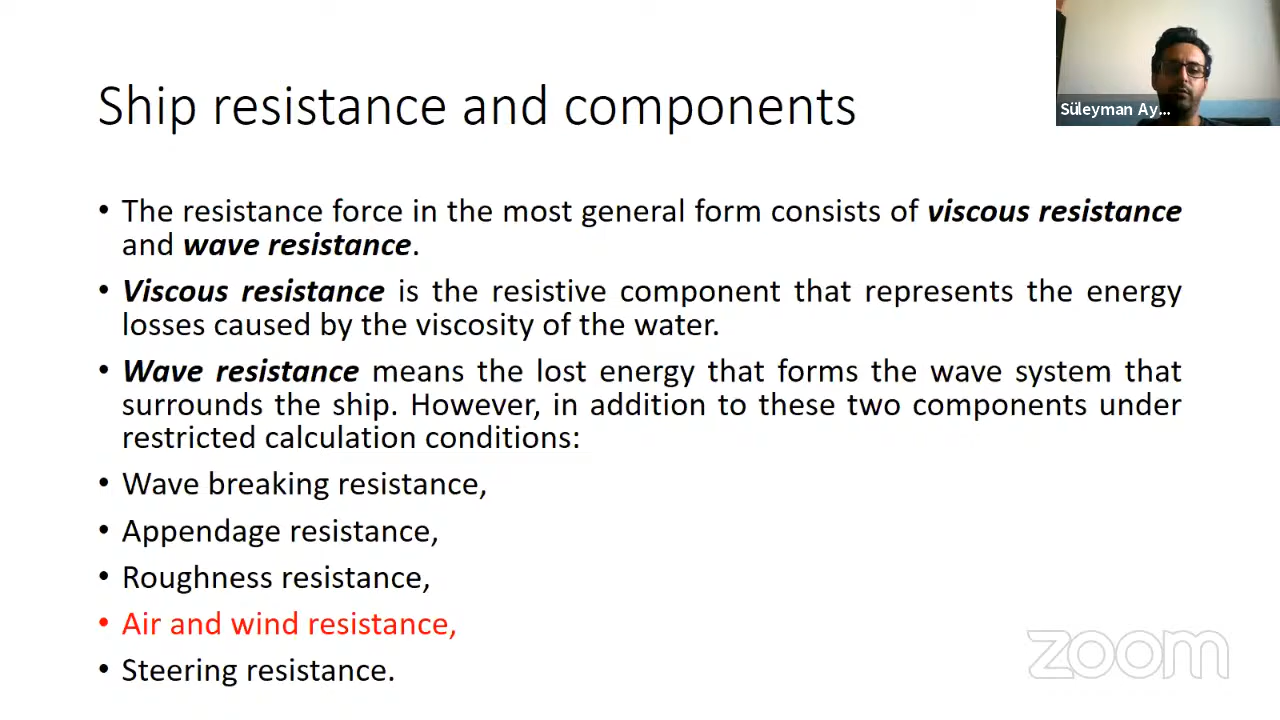 Ship resistance and components
Süleyman Ay...
• The resistance force in the most general form consists of viscous resistance
and wave resistance.
• Viscous resistance is the resistive component that represents the energy
losses caused by the viscosity of the water.
• Wave resistance means the lost energy that forms the wave system that
surrounds the ship. However, in addition to these two components under
restricted calculation conditions:
• Wave breaking resistance,
• Appendage resistance,
• Roughness resistance,
• Air and wind resistance,
• Steering resistance.
zoom